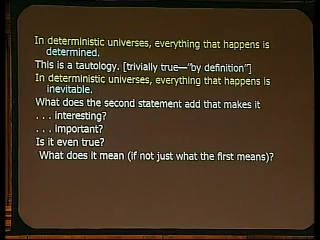 In deterministic universes, everything that happens is
determined.
This is a tautology. [trivially true—"by definition"]
In deterministic universes, everything that happens is
inevitable.
What does the second statement add that makes it
. . . interesting?
. . . important?
Is it even true?
What does it mean (if not just what the first means)?